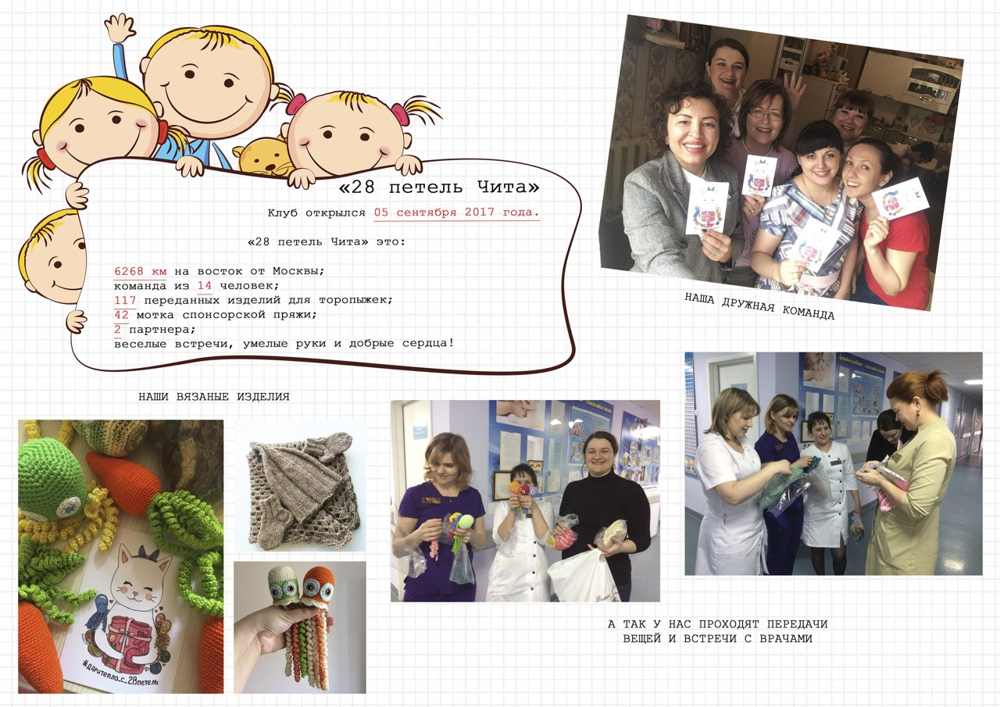 «28 петель Чита»
Клуб открылся 05 сентября 2017 года.
«28 петель Чита» это:
6268 км на восток от Москвы;
команда из 14 человек;
117 переданных изделий для торопыжек;
42 мотка спонсорской пряжи;
2 партнера;
веселые встречи, умелые руки и добрые сердца!
НАША ДРУЖНАЯ КОМАНДА
НАШИ ВЯЗАНЫЕ ИЗДЕЛИЯ
#даритепло_с_28петель
А ТАК У НАС ПРОХОДЯТ ПЕРЕДАЧИ
ВЕЩЕЙ И ВСТРЕЧИ С ВРАЧАМИ